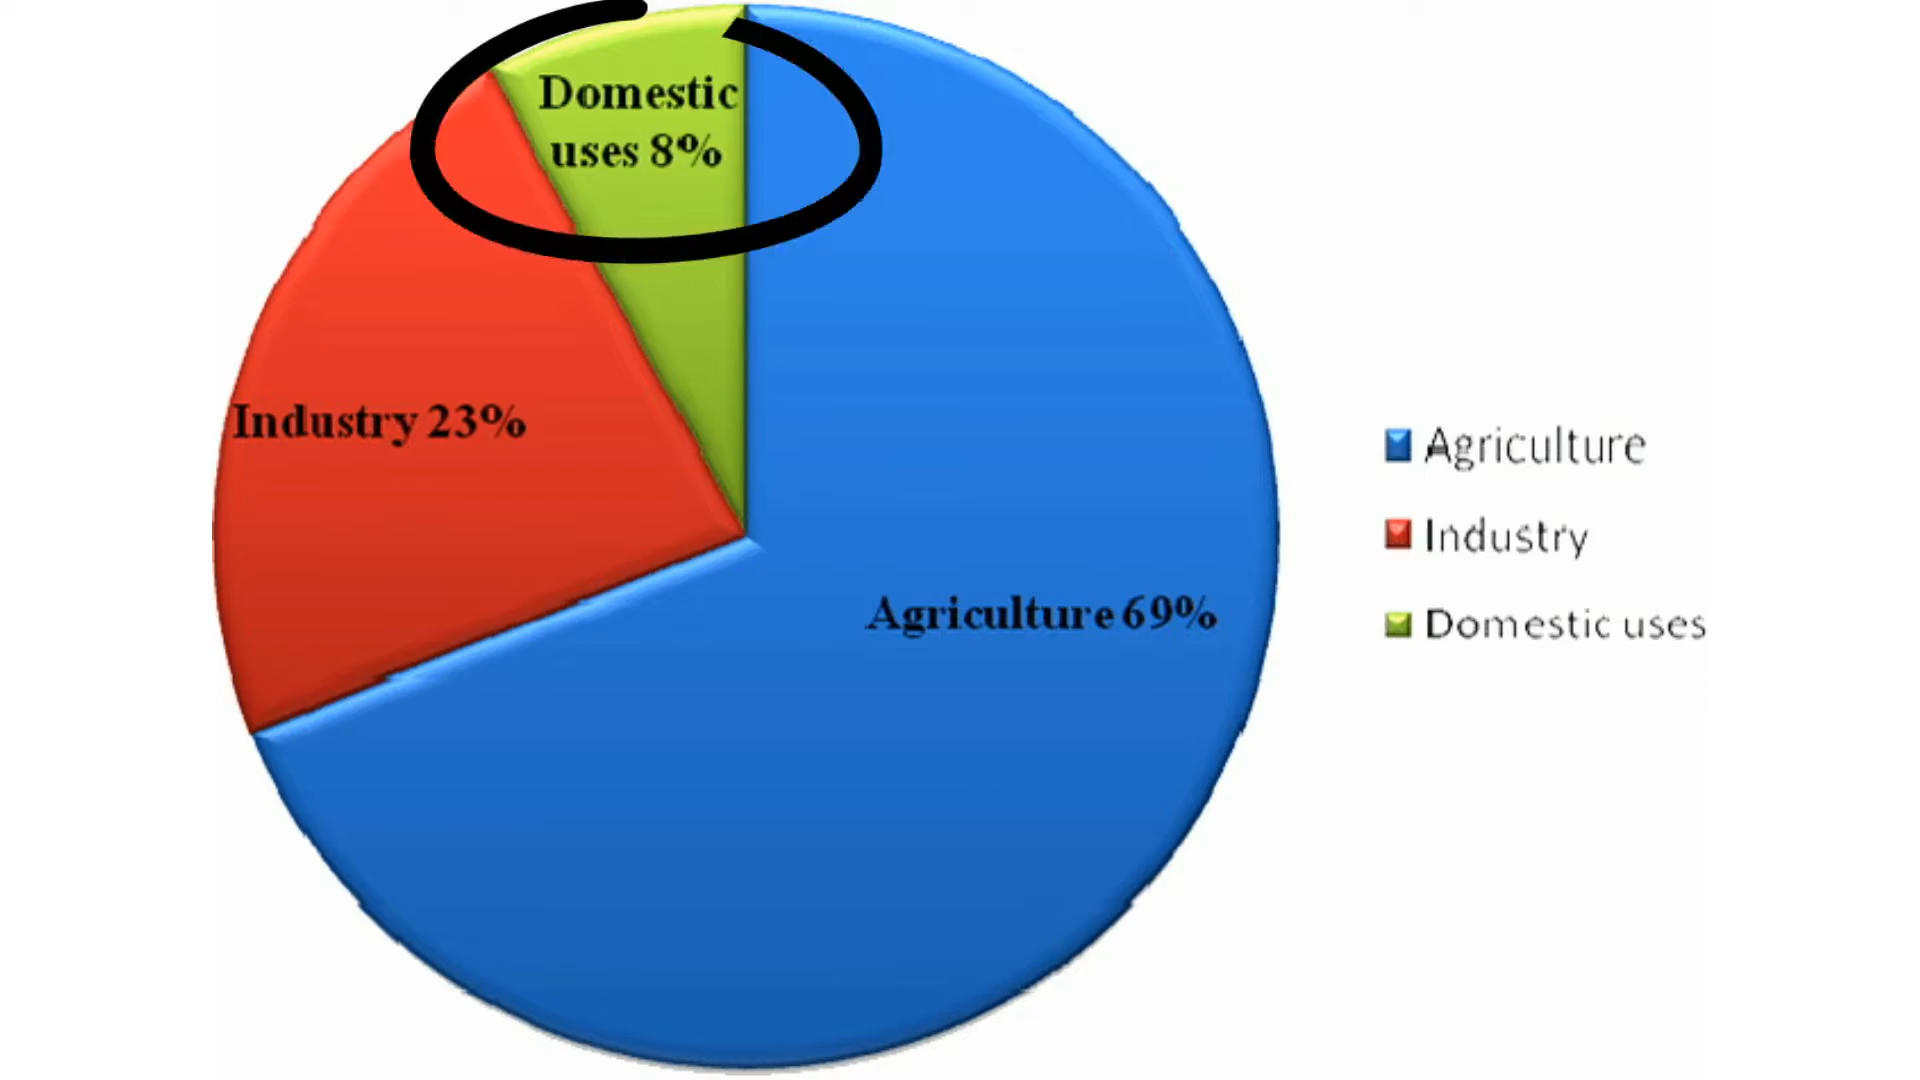 Domestic
uses 8%
Industry 23%
Agriculture 69%
Agriculture
Industry
Domestic uses